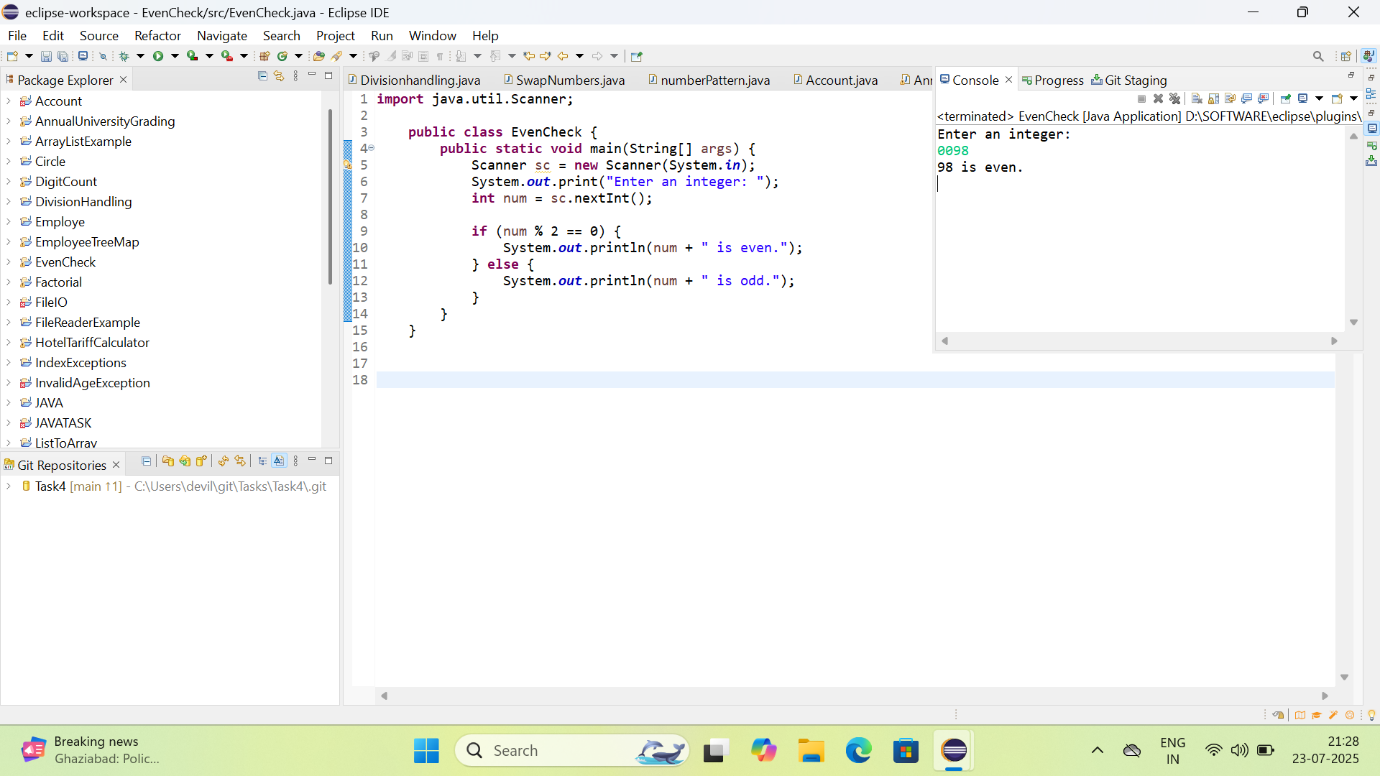 eclipse-workspace - EvenCheck/src/EvenCheck.java - Eclipse IDE
File Edit Source Refactor Navigate Search Project Run Window Help
Package Explorer
Account
AnnualUniversityGrading
ArrayListExample
Circle
DigitCount
DivisionHandling
Employe
EmployeeTreeMap
EvenCheck
Factorial
FileIO
FileReaderExample
HotelTariffCalculator
IndexExceptions
InvalidAgeException
JAVA
JAVATASK
ListToArray
Git Repositories
Task4 [main ↑1] - C:\Users\devil\git\Tasks\Task4\.git
Divisionhandling.java SwapNumbers.java numberPattern.java Account.java Ann
1 import java.util.Scanner;
2
3 public class EvenCheck {
4 public static void main(String[] args) {
5 Scanner sc = new Scanner(System.in);
6 System.out.print("Enter an integer: ");
7 int num = sc.nextInt();
8
9 if (num % 2 == 0) {
10 System.out.println(num + " is even.");
11 } else {
12 System.out.println(num + " is odd.");
13 }
14 }
15 }
16
17
18
Console Progress Git Staging
<terminated> EvenCheck [Java Application] D:\SOFTWARE\eclipse\plugins\
Enter an integer:
0098
98 is even.
Breaking news
Ghaziabad: Polic...
Search
ENG
IN
21:28
23-07-2025